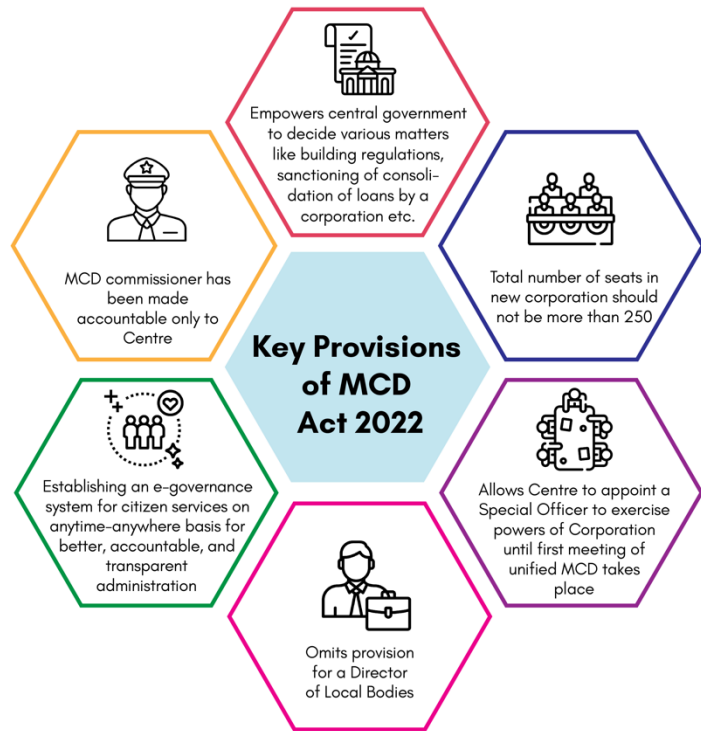 Empowers central government
to decide various matters
like building regulations,
sanctioning of consoli-
dation of loans by a
corporation etc.
MCD commissioner has
been made
accountable only to
Centre
Total number of seats in
new corporation should
not be more than 250
Key Provisions
of MCD
Act 2022
Establishing an e-governance
system for citizen services on
anytime-anywhere basis for
better, accountable, and
transparent
administration
Allows Centre to appoint a
Special Officer to exercise
powers of Corporation
until first meeting of
unified MCD takes
place
Omits provision
for a Director
of Local Bodies